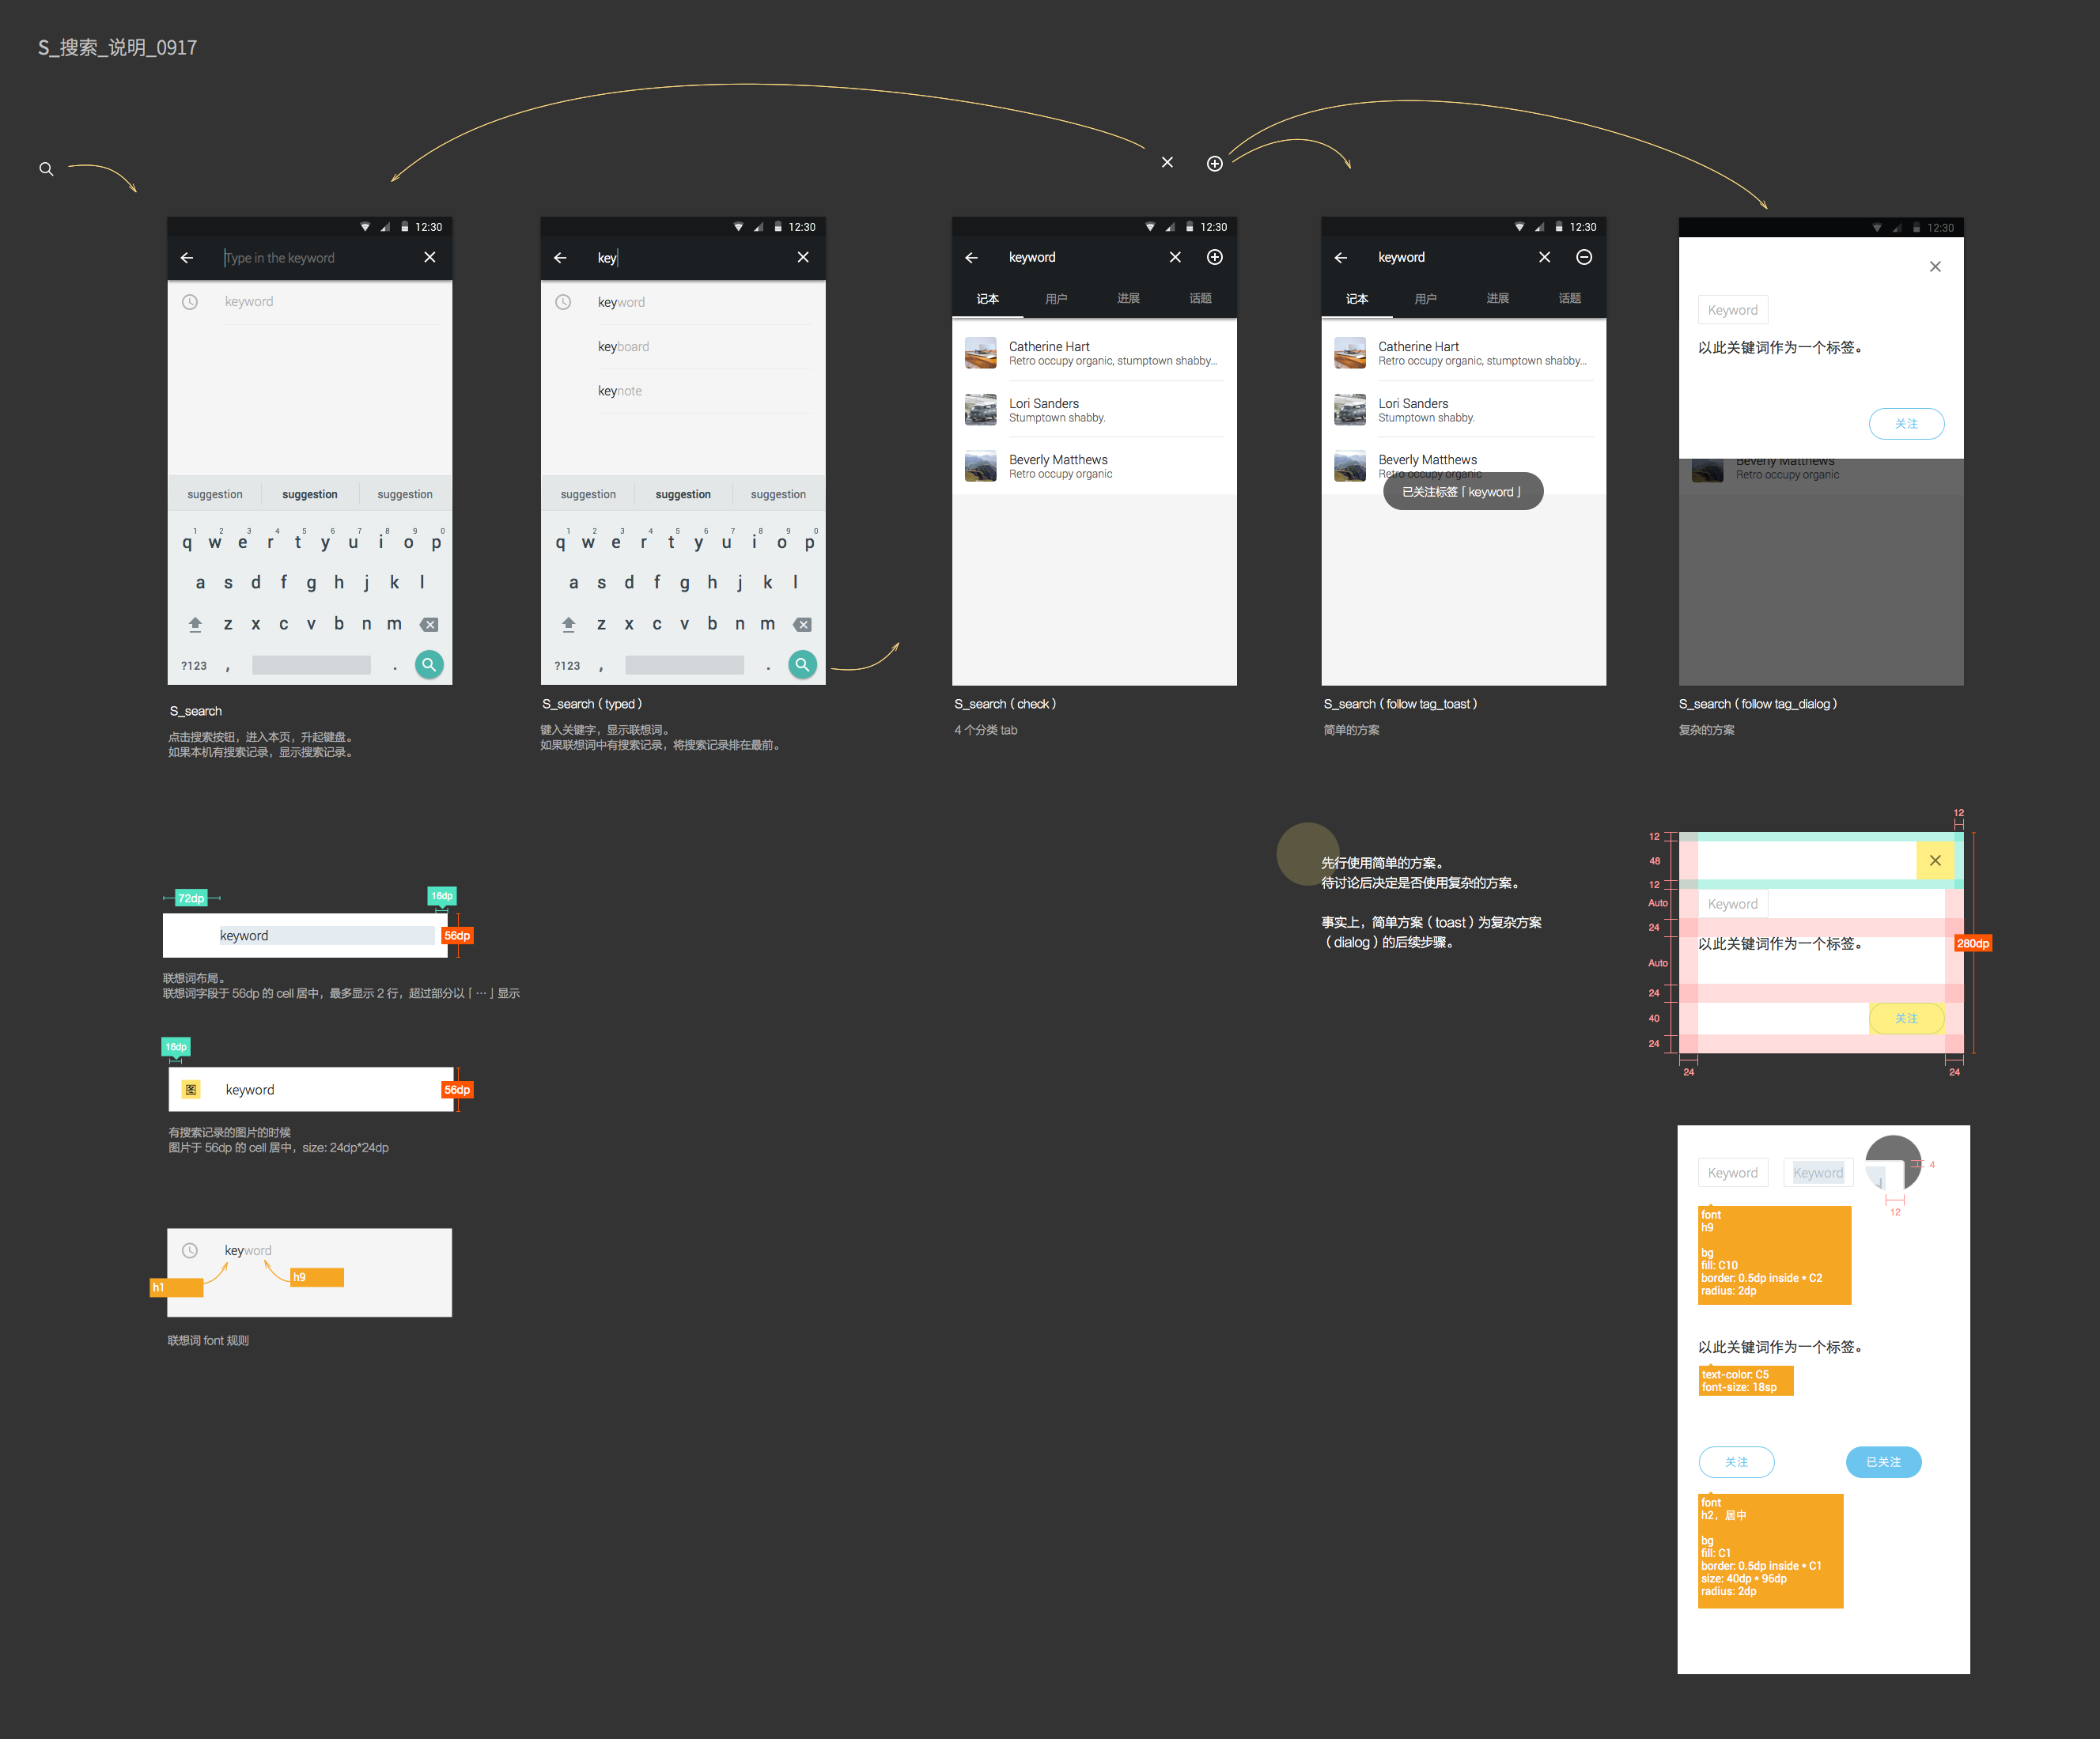 S_搜索_说明_0917
12:30
Type in the keyword
keyword
suggestion suggestion suggestion
1 2 3 4 5 6 7 8 9 0
q w e r t y u i o p
a s d f g h j k l
z x c v b n m
?123 , .
S_search
点击搜索按钮，进入本页，升起键盘。
如果本机有搜索记录，显示搜索记录。
12:30
key
keyword
keyboard
keynote
suggestion suggestion suggestion
1 2 3 4 5 6 7 8 9 0
q w e r t y u i o p
a s d f g h j k l
z x c v b n m
?123 , .
S_search（typed）
键入关键字，显示联想词。
如果联想词中有搜索记录，将搜索记录排在最前。
12:30
keyword
记本 用户 进展 话题
Catherine Hart
Retro occupy organic, stumptown shabby...
Lori Sanders
Stumptown shabby.
Beverly Matthews
Retro occupy organic
S_search（check）
4 个分类 tab
12:30
keyword
记本 用户 进展 话题
Catherine Hart
Retro occupy organic, stumptown shabby...
Lori Sanders
Stumptown shabby.
Beverly Matthews
Retro occupy organic
已关注标签「keyword」
S_search（follow tag_toast）
简单的方案
12:30
Keyword
以此关键词作为一个标签。
关注
Beverly Matthews
Retro occupy organic
S_search（follow tag_dialog）
复杂的方案
72dp
16dp
keyword
56dp
联想词布局。
联想词字段于 56dp 的 cell 居中，最多显示 2 行，超过部分以「…」显示
16dp
图
keyword
56dp
有搜索记录的图片的时候
图片于 56dp 的 cell 居中，size: 24dp*24dp
keyword
h1
h9
联想词 font 规则
先行使用简单的方案。
待讨论后决定是否使用复杂的方案。
事实上，简单方案（toast）为复杂方案
（dialog）的后续步骤。
12
12
48
12
Auto
24
Auto
24
40
24
24
24
280dp
Keyword
以此关键词作为一个标签。
关注
Keyword
Keyword
4
12
font
h9
bg
fill: C10
border: 0.5dp inside * C2
radius: 2dp
以此关键词作为一个标签。
text-color: C5
font-size: 18sp
关注
已关注
font
h2，居中
bg
fill: C1
border: 0.5dp inside * C1
size: 40dp * 96dp
radius: 2dp